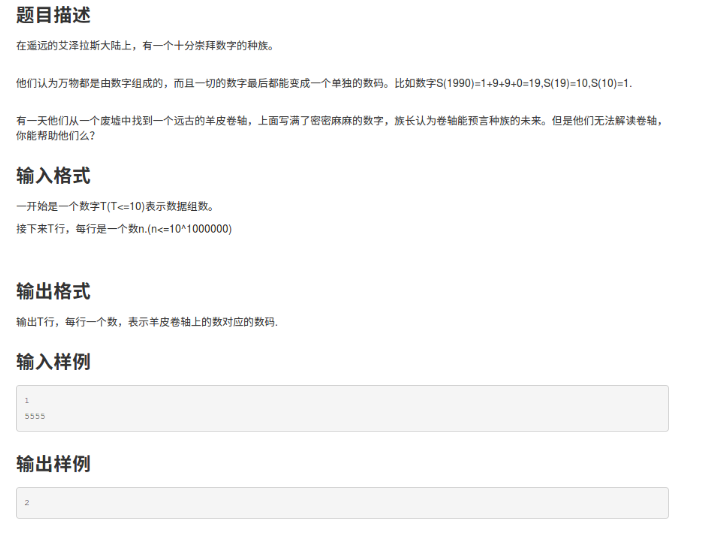 题目描述
在遥远的艾泽拉斯大陆上，有一个十分崇拜数字的种族。
他们认为万物都是由数字组成的，而且一切的数字最后都能变成一个单独的数码。比如数字S(1990)=1+9+9+0=19,S(19)=10,S(10)=1.
有一天他们从一个废墟中找到一个远古的羊皮卷轴，上面写满了密密麻麻的数字，族长认为卷轴能预言种族的未来。但是他们无法解读卷轴，
你能帮助他们么?
输入格式
一开始是一个数字T(T<=10)表示数据组数。
接下来T行，每行是一个数n.(n<=10^1000000)
输出格式
输出T行，每行一个数，表示羊皮卷轴上的数对应的数码.
输入样例
1
5555
输出样例
2